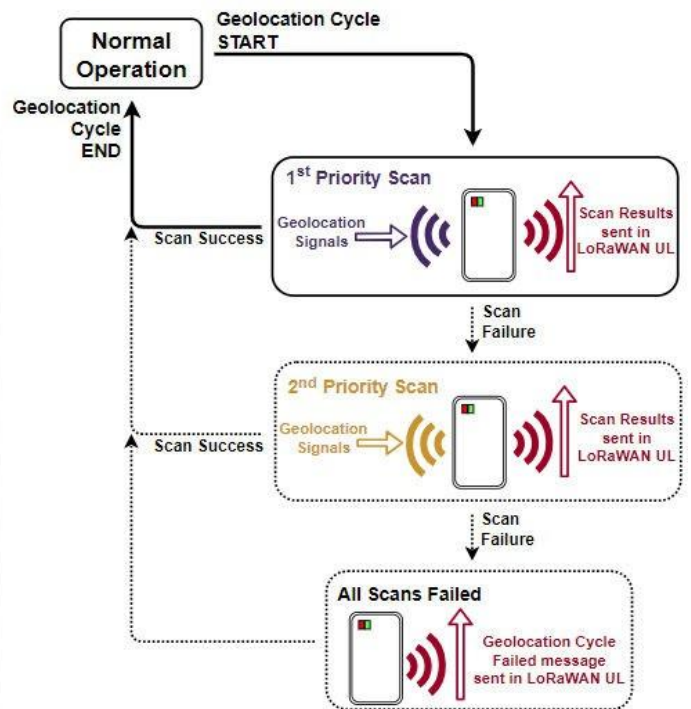 Geolocation Cycle
START
Normal
Operation
Geolocation
Cycle
END
1st Priority Scan
Geolocation
Signals
Scan Results
sent in
LoRaWAN UL
Scan Success
Scan
Failure
2nd Priority Scan
Geolocation
Signals
Scan Results
sent in
LoRaWAN UL
Scan Success
Scan
Failure
All Scans Failed
Geolocation Cycle
Failed message
sent in LoRaWAN UL